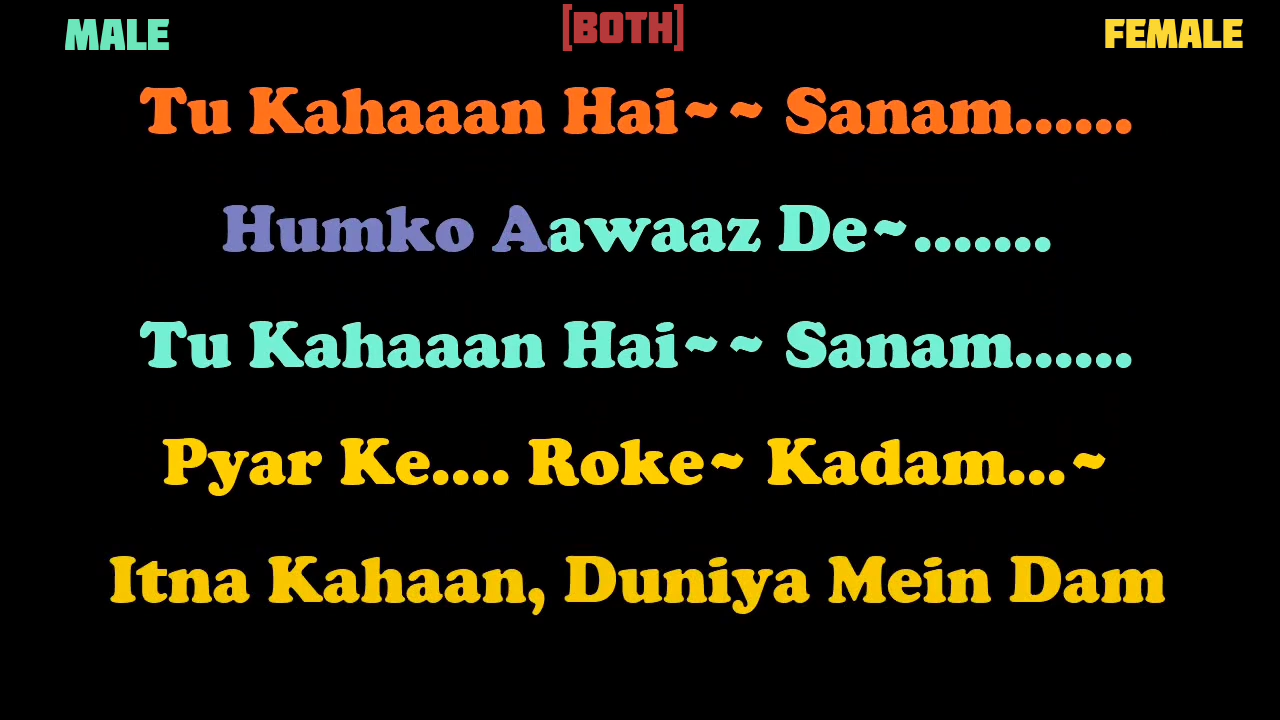 MALE [BOTH] FEMALE
Tu Kahaaan Hai~~ Sanam......
Humko Aawaaz De~.......
Tu Kahaaan Hai~~ Sanam......
Pyar Ke.... Roke~ Kadam...~
Itna Kahaan, Duniya Mein Dam